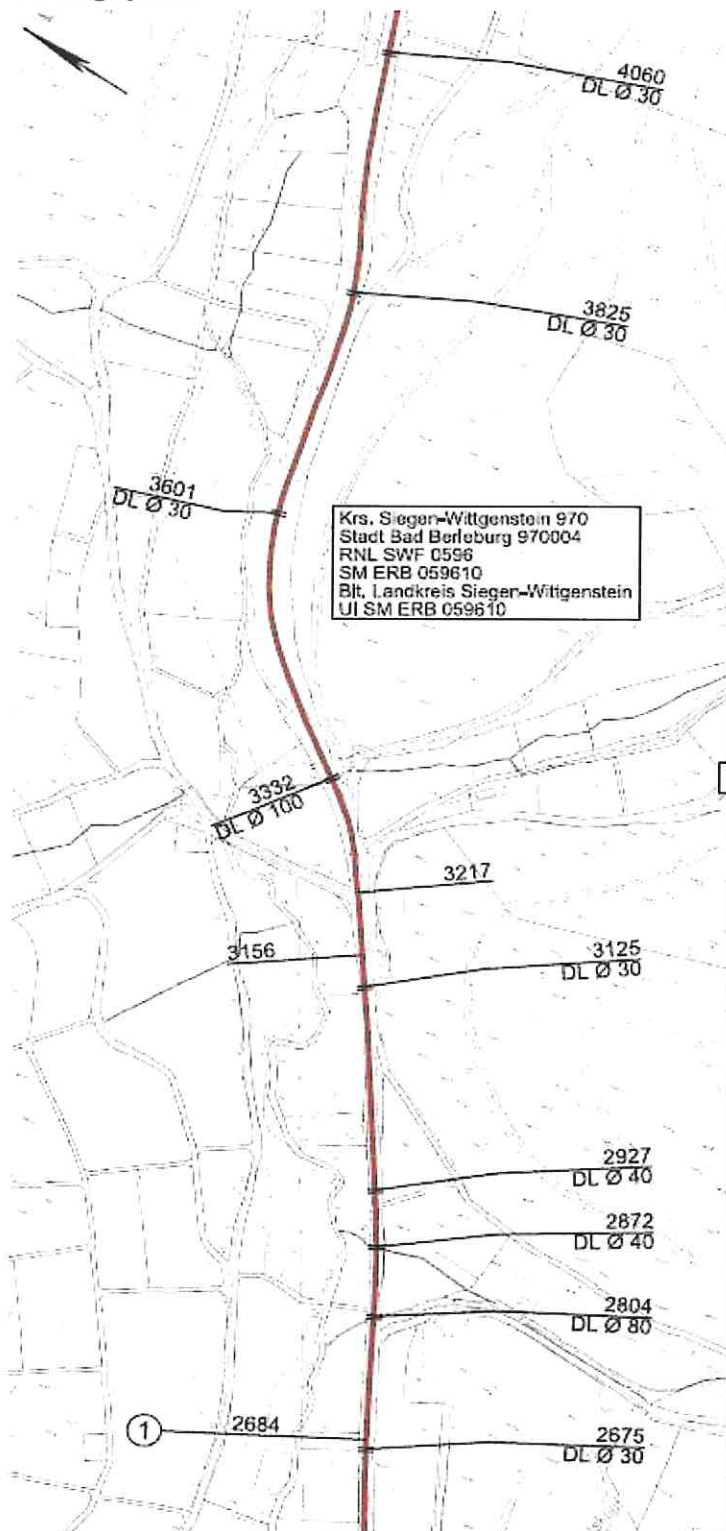 4060
DL Ø 30
3825
DL Ø 30
3601
DL Ø 30
Krs. Siegen-Wittgenstein 970
Stadt Bad Berleburg 970004
RNL SWF 0596
SM ERB 059610
Blt. Landkreis Siegen-Wittgenstein
UI SM ERB 059610
3332
DL Ø 100
3217
3156
3125
DL Ø 30
2927
DL Ø 40
2872
DL Ø 40
2804
DL Ø 80
1
2684
2675
DL Ø 30